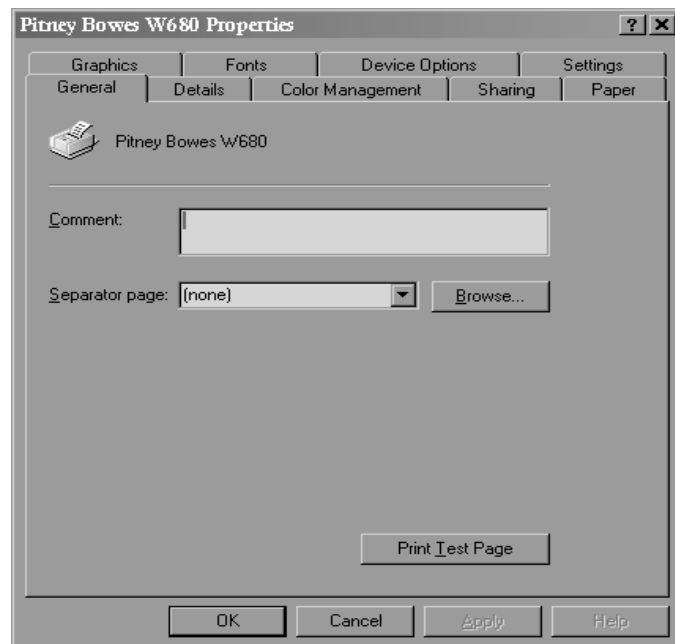 Pitney Bowes W680 Properties
Graphics Fonts Device Options Settings
General Details Color Management Sharing Paper
Pitney Bowes W680
Comment:
Separator page: (none) Browse...
Print Test Page
OK Cancel Apply Help